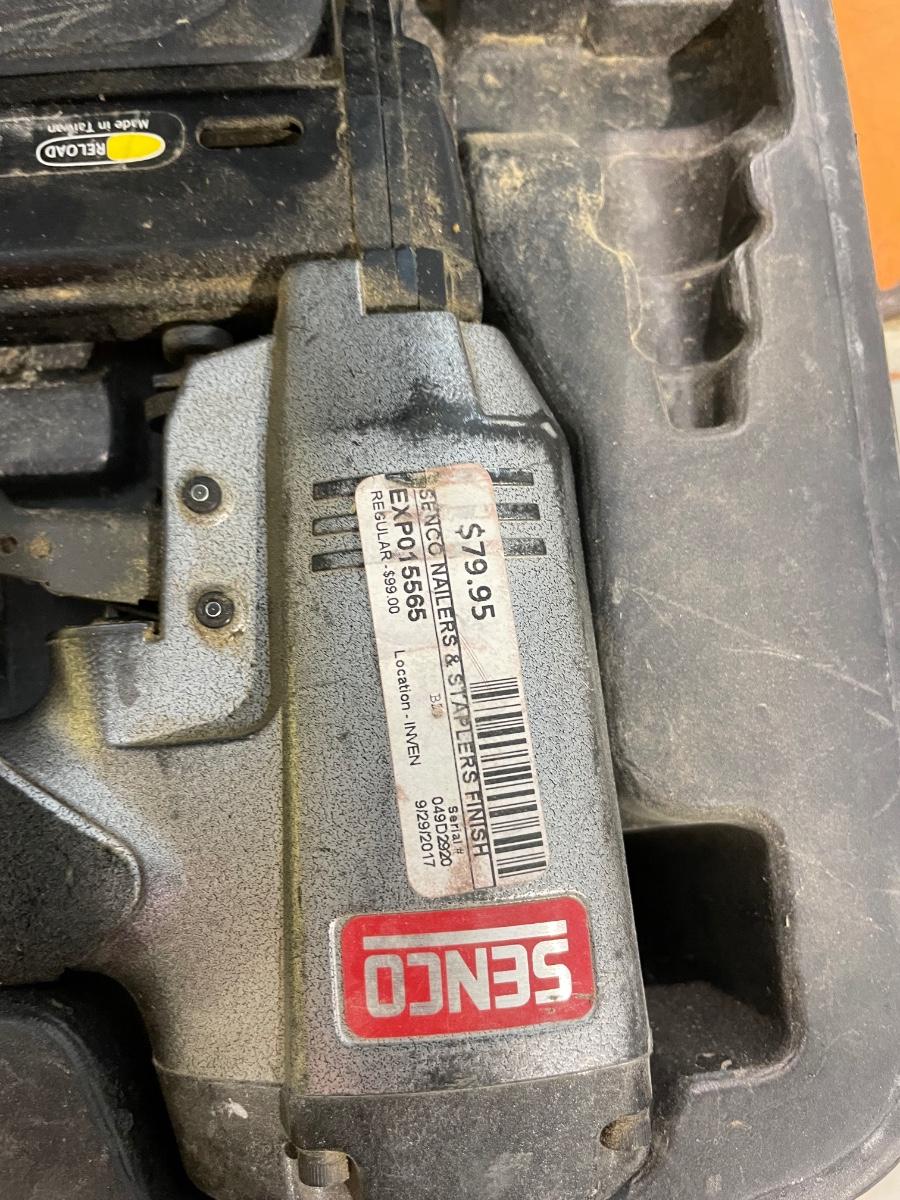 Made in Taiwan
RELOAD
$79.95
SENCO NAILERS & STAPLERS FINISH
EXP015565
REGULAR - $99.00
Location - INVEN
Serial #
049D2920
9/29/2017
SENCO